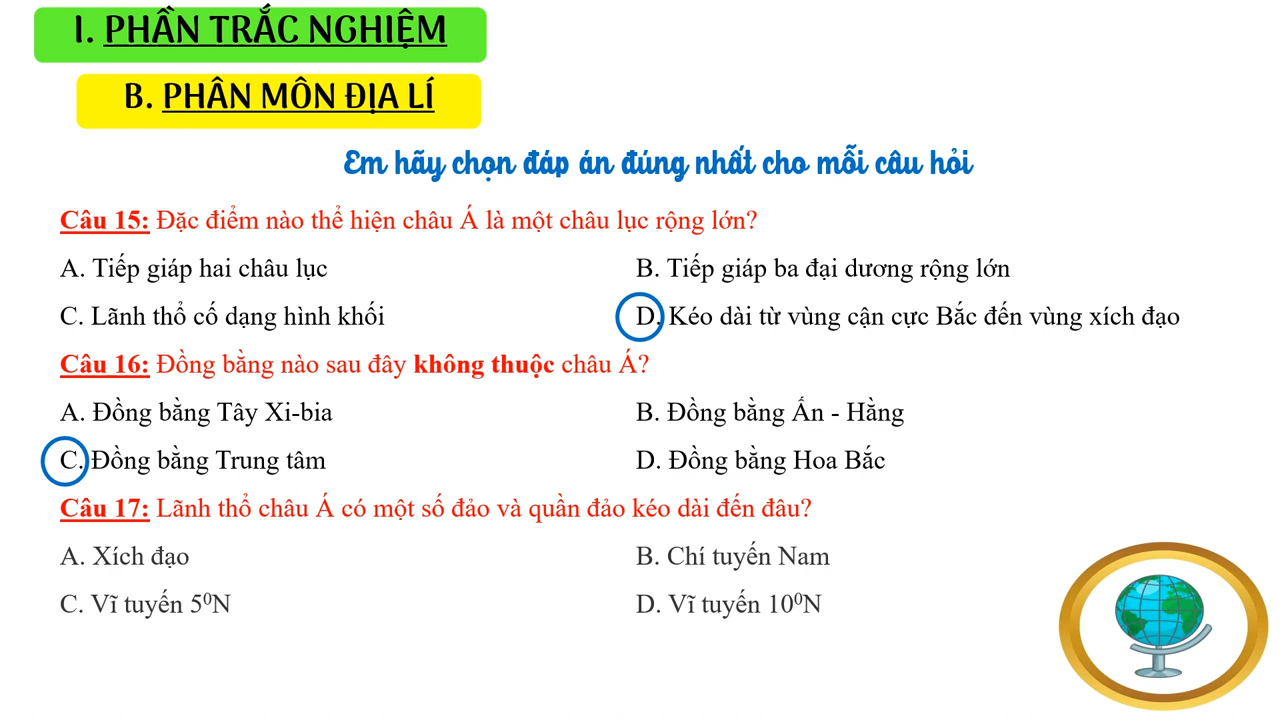 I. PHẦN TRẮC NGHIỆM
B. PHÂN MÔN ĐỊA LÍ
Em hãy chọn đáp án đúng nhất cho mỗi câu hỏi
Câu 15: Đặc điểm nào thể hiện châu Á là một châu lục rộng lớn?
A. Tiếp giáp hai châu lục
B. Tiếp giáp ba đại dương rộng lớn
C. Lãnh thổ cố dạng hình khối
D. Kéo dài từ vùng cận cực Bắc đến vùng xích đạo
Câu 16: Đồng bằng nào sau đây không thuộc châu Á?
A. Đồng bằng Tây Xi-bia
B. Đồng bằng Ấn - Hằng
C. Đồng bằng Trung tâm
D. Đồng bằng Hoa Bắc
Câu 17: Lãnh thổ châu Á có một số đảo và quần đảo kéo dài đến đâu?
A. Xích đạo
B. Chí tuyến Nam
C. Vĩ tuyến 5⁰N
D. Vĩ tuyến 10⁰N